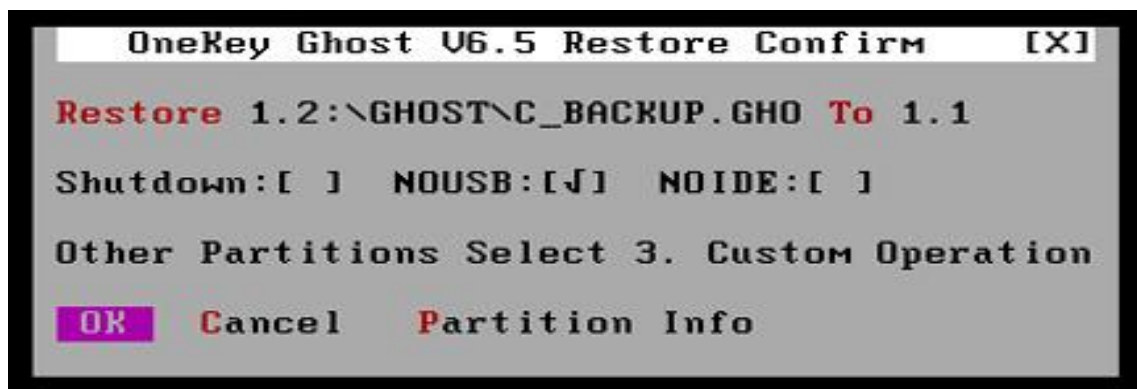 OneKey Ghost V6.5 Restore Confirm [X]
Restore 1.2:\GHOST\C_BACKUP.GHO To 1.1
Shutdown:[ ] NOUSB:[√] NOIDE:[ ]
Other Partitions Select 3. Custom Operation
OK Cancel Partition Info